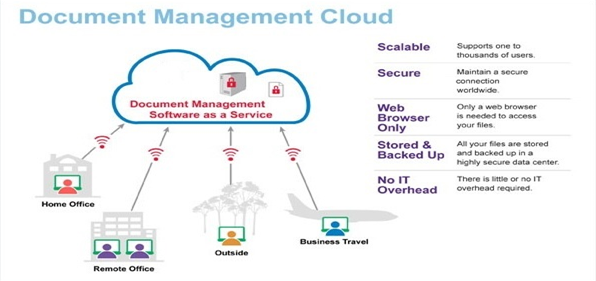 Document Management Cloud
Document Management
Software as a Service
Home Office
Remote Office
Outside
Business Travel
Scalable
Supports one to
thousands of users.
Secure
Maintain a secure
connection
worldwide.
Web
Browser
Only
Only a web browser
is needed to access
your files.
Stored &
Backed Up
All your files are stored
and backed up in a
highly secure data center.
No IT
Overhead
There is little or no IT
overhead required.